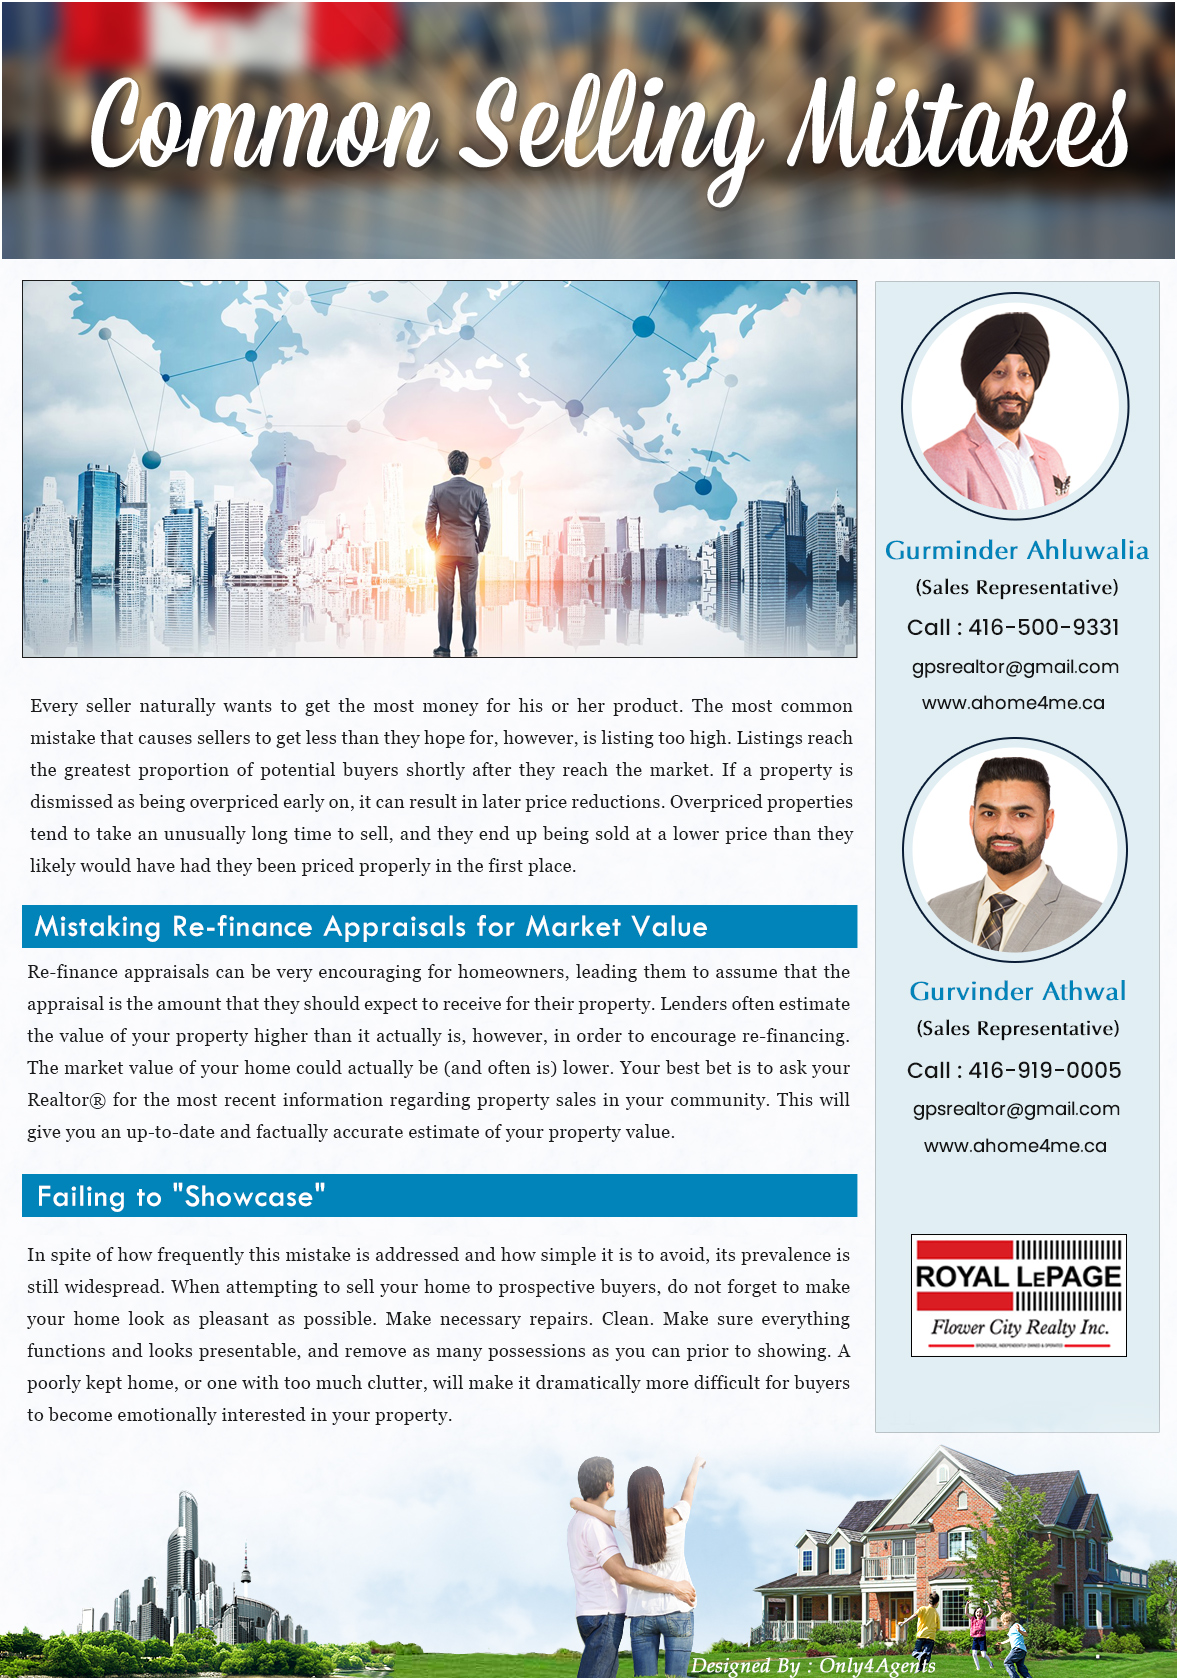 Common Selling Mistakes
Every seller naturally wants to get the most money for his or her product. The most common
mistake that causes sellers to get less than they hope for, however, is listing too high. Listings reach
the greatest proportion of potential buyers shortly after they reach the market. If a property is
dismissed as being overpriced early on, it can result in later price reductions. Overpriced properties
tend to take an unusually long time to sell, and they end up being sold at a lower price than they
likely would have had they been priced properly in the first place.
Mistaking Re-finance Appraisals for Market Value
Re-finance appraisals can be very encouraging for homeowners, leading them to assume that the
appraisal is the amount that they should expect to receive for their property. Lenders often estimate
the value of your property higher than it actually is, however, in order to encourage re-financing.
The market value of your home could actually be (and often is) lower. Your best bet is to ask your
Realtor® for the most recent information regarding property sales in your community. This will
give you an up-to-date and factually accurate estimate of your property value.
Failing to "Showcase"
In spite of how frequently this mistake is addressed and how simple it is to avoid, its prevalence is
still widespread. When attempting to sell your home to prospective buyers, do not forget to make
your home look as pleasant as possible. Make necessary repairs. Clean. Make sure everything
functions and looks presentable, and remove as many possessions as you can prior to showing. A
poorly kept home, or one with too much clutter, will make it dramatically more difficult for buyers
to become emotionally interested in your property.
Gurminder Ahluwalia
(Sales Representative)
Call : 416-500-9331
gpsrealtor@gmail.com
www.ahome4me.ca
Gurvinder Athwal
(Sales Representative)
Call : 416-919-0005
gpsrealtor@gmail.com
www.ahome4me.ca
ROYAL LEPAGE
Flower City Realty Inc.
BROKERAGE, INDEPENDENTLY OWNED & OPERATED
Designed By : Only4Agents